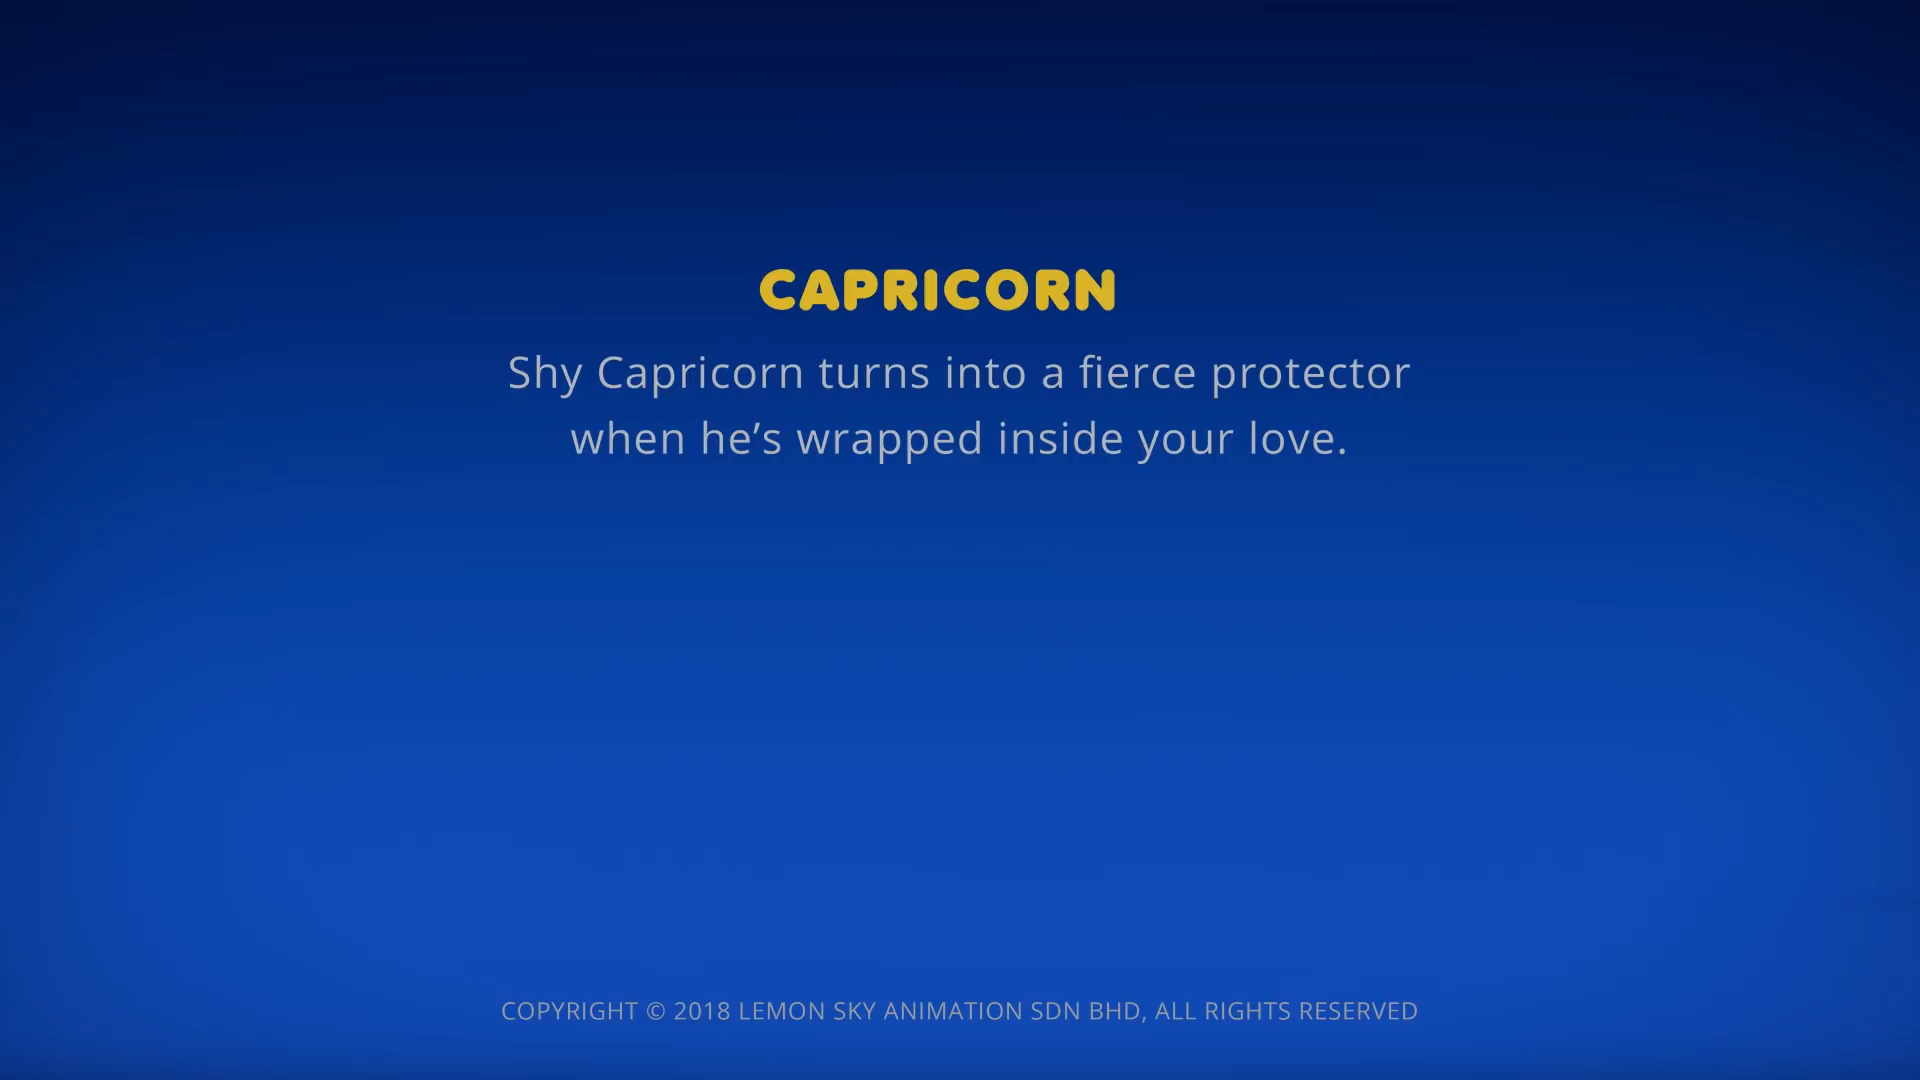 CAPRICORN
Shy Capricorn turns into a fierce protector
when he’s wrapped inside your love.
COPYRIGHT © 2018 LEMON SKY ANIMATION SDN BHD, ALL RIGHTS RESERVED